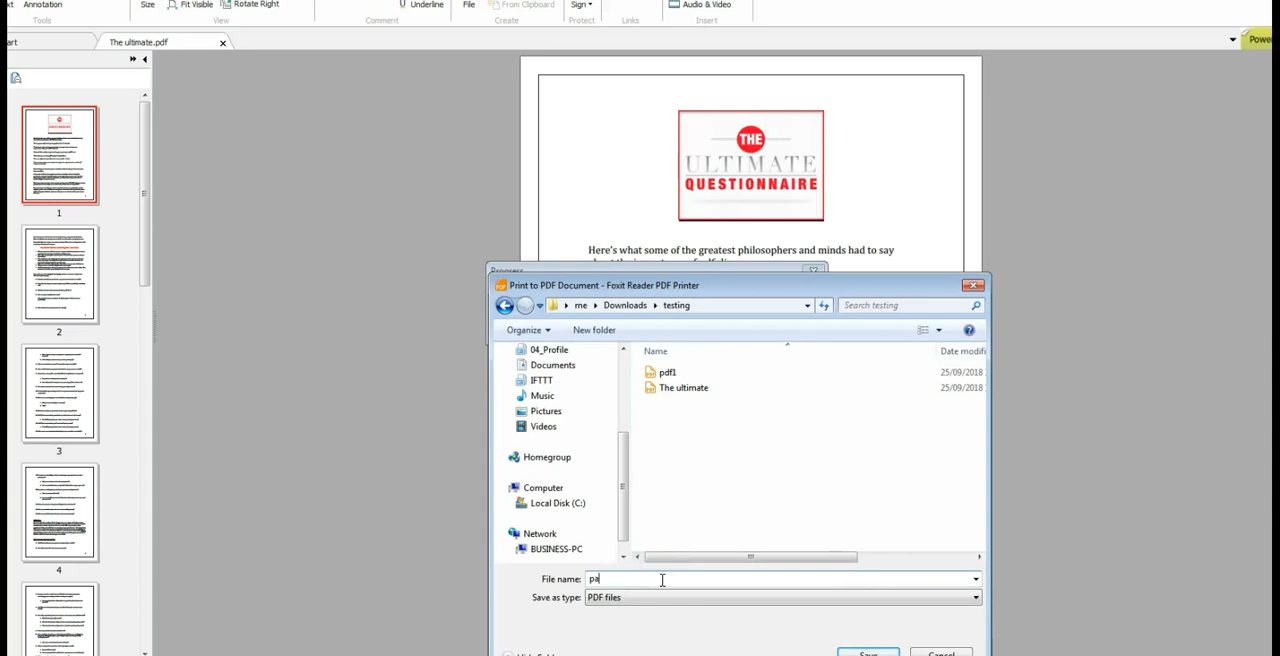 Annotation
Size
Fit Visible
Rotate Right
Underline
File
From Clipboard
Sign
Audio & Video
Tools
View
Comment
Create
Protect
Links
Insert
art
The ultimate.pdf
Power
THE
ULTIMATE
QUESTIONNAIRE
1
2
3
4
Here's what some of the greatest philosophers and minds had to say
Progress
Print to PDF Document - Foxit Reader PDF Printer
me
Downloads
testing
Search testing
Organize
New folder
04_Profile
Documents
IFTTT
Music
Pictures
Videos
Homegroup
Computer
Local Disk (C:)
Network
BUSINESS-PC
Name
Date modifi
pdf1
25/09/2018
The ultimate
25/09/2018
File name:
pa
Save as type:
PDF files
Save
Cancel